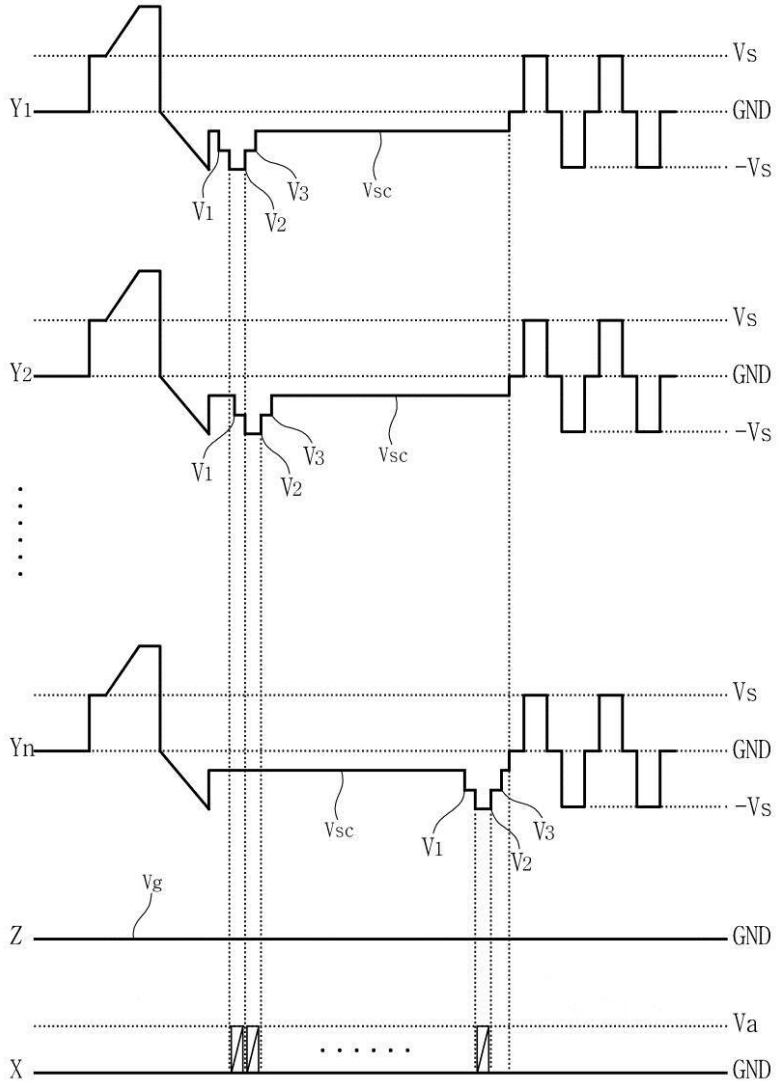 Vs
Y1 GND
-Vs
V1 V2 V3 Vsc
Vs
Y2 GND
-Vs
V1 V2 V3 Vsc
Vs
Yn GND
-Vs
Vsc V1 V2 V3
Vg
Z GND
Va
X GND